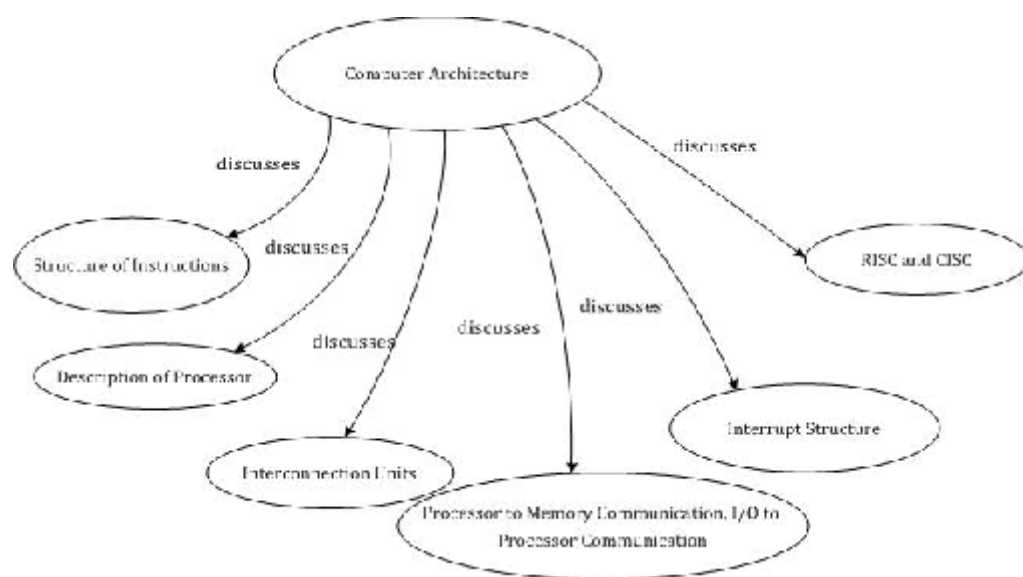 Computer Architecture
discusses
discusses
discusses
discusses
discusses
discusses
Structure of Instructions
RISC and CISC
Description of Processor
Interrupt Structure
Interconnection Units
Processor to Memory Communication, I/O to
Processor Communication